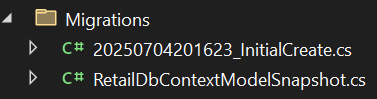 Migrations
C# 20250704201623_InitialCreate.cs
C# RetailDbContextModelSnapshot.cs